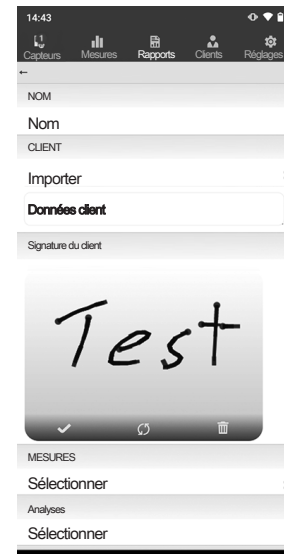 14:43
Capteurs Mesures Rapports Clients Réglages
NOM
Nom
CLIENT
Importer
Données client
Signature du client
Test
MESURES
Sélectionner
Analyses
Sélectionner